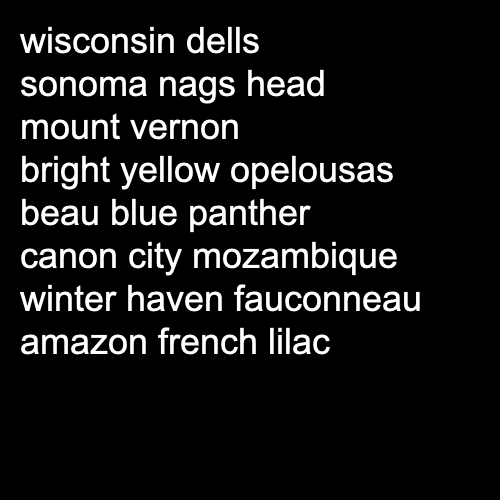 wisconsin dells
sonoma nags head
mount vernon
bright yellow opelousas
beau blue panther
canon city mozambique
winter haven fauconneau
amazon french lilac